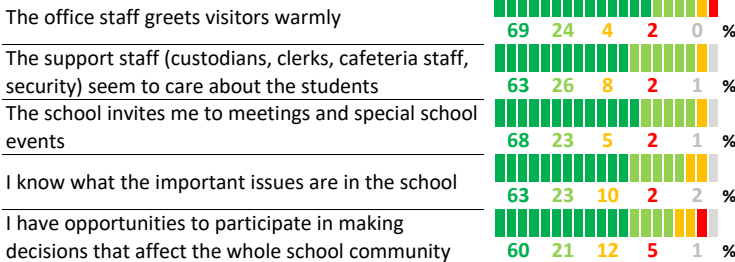 The office staff greets visitors warmly
69 24 4 2 0 %
The support staff (custodians, clerks, cafeteria staff,
security) seem to care about the students
63 26 8 2 1 %
The school invites me to meetings and special school
events
68 23 5 2 1 %
I know what the important issues are in the school
63 23 10 2 2 %
I have opportunities to participate in making
decisions that affect the whole school community
60 21 12 5 1 %